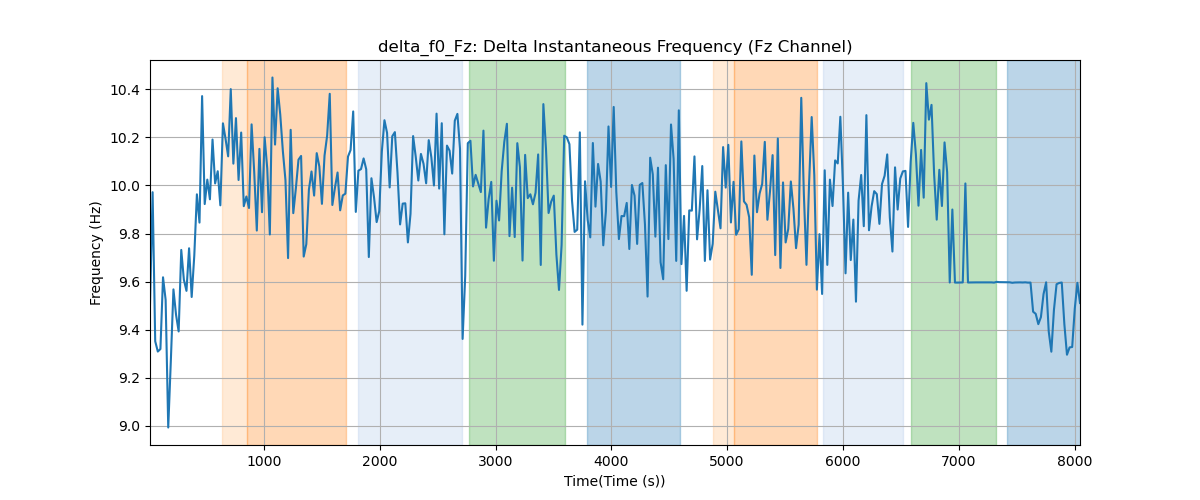 delta_f0_Fz: Delta Instantaneous Frequency (Fz Channel)
Frequency (Hz)
10.4
10.2
10.0
9.8
9.6
9.4
9.2
9.0
1000 2000 3000 4000 5000 6000 7000 8000
Time(Time (s))